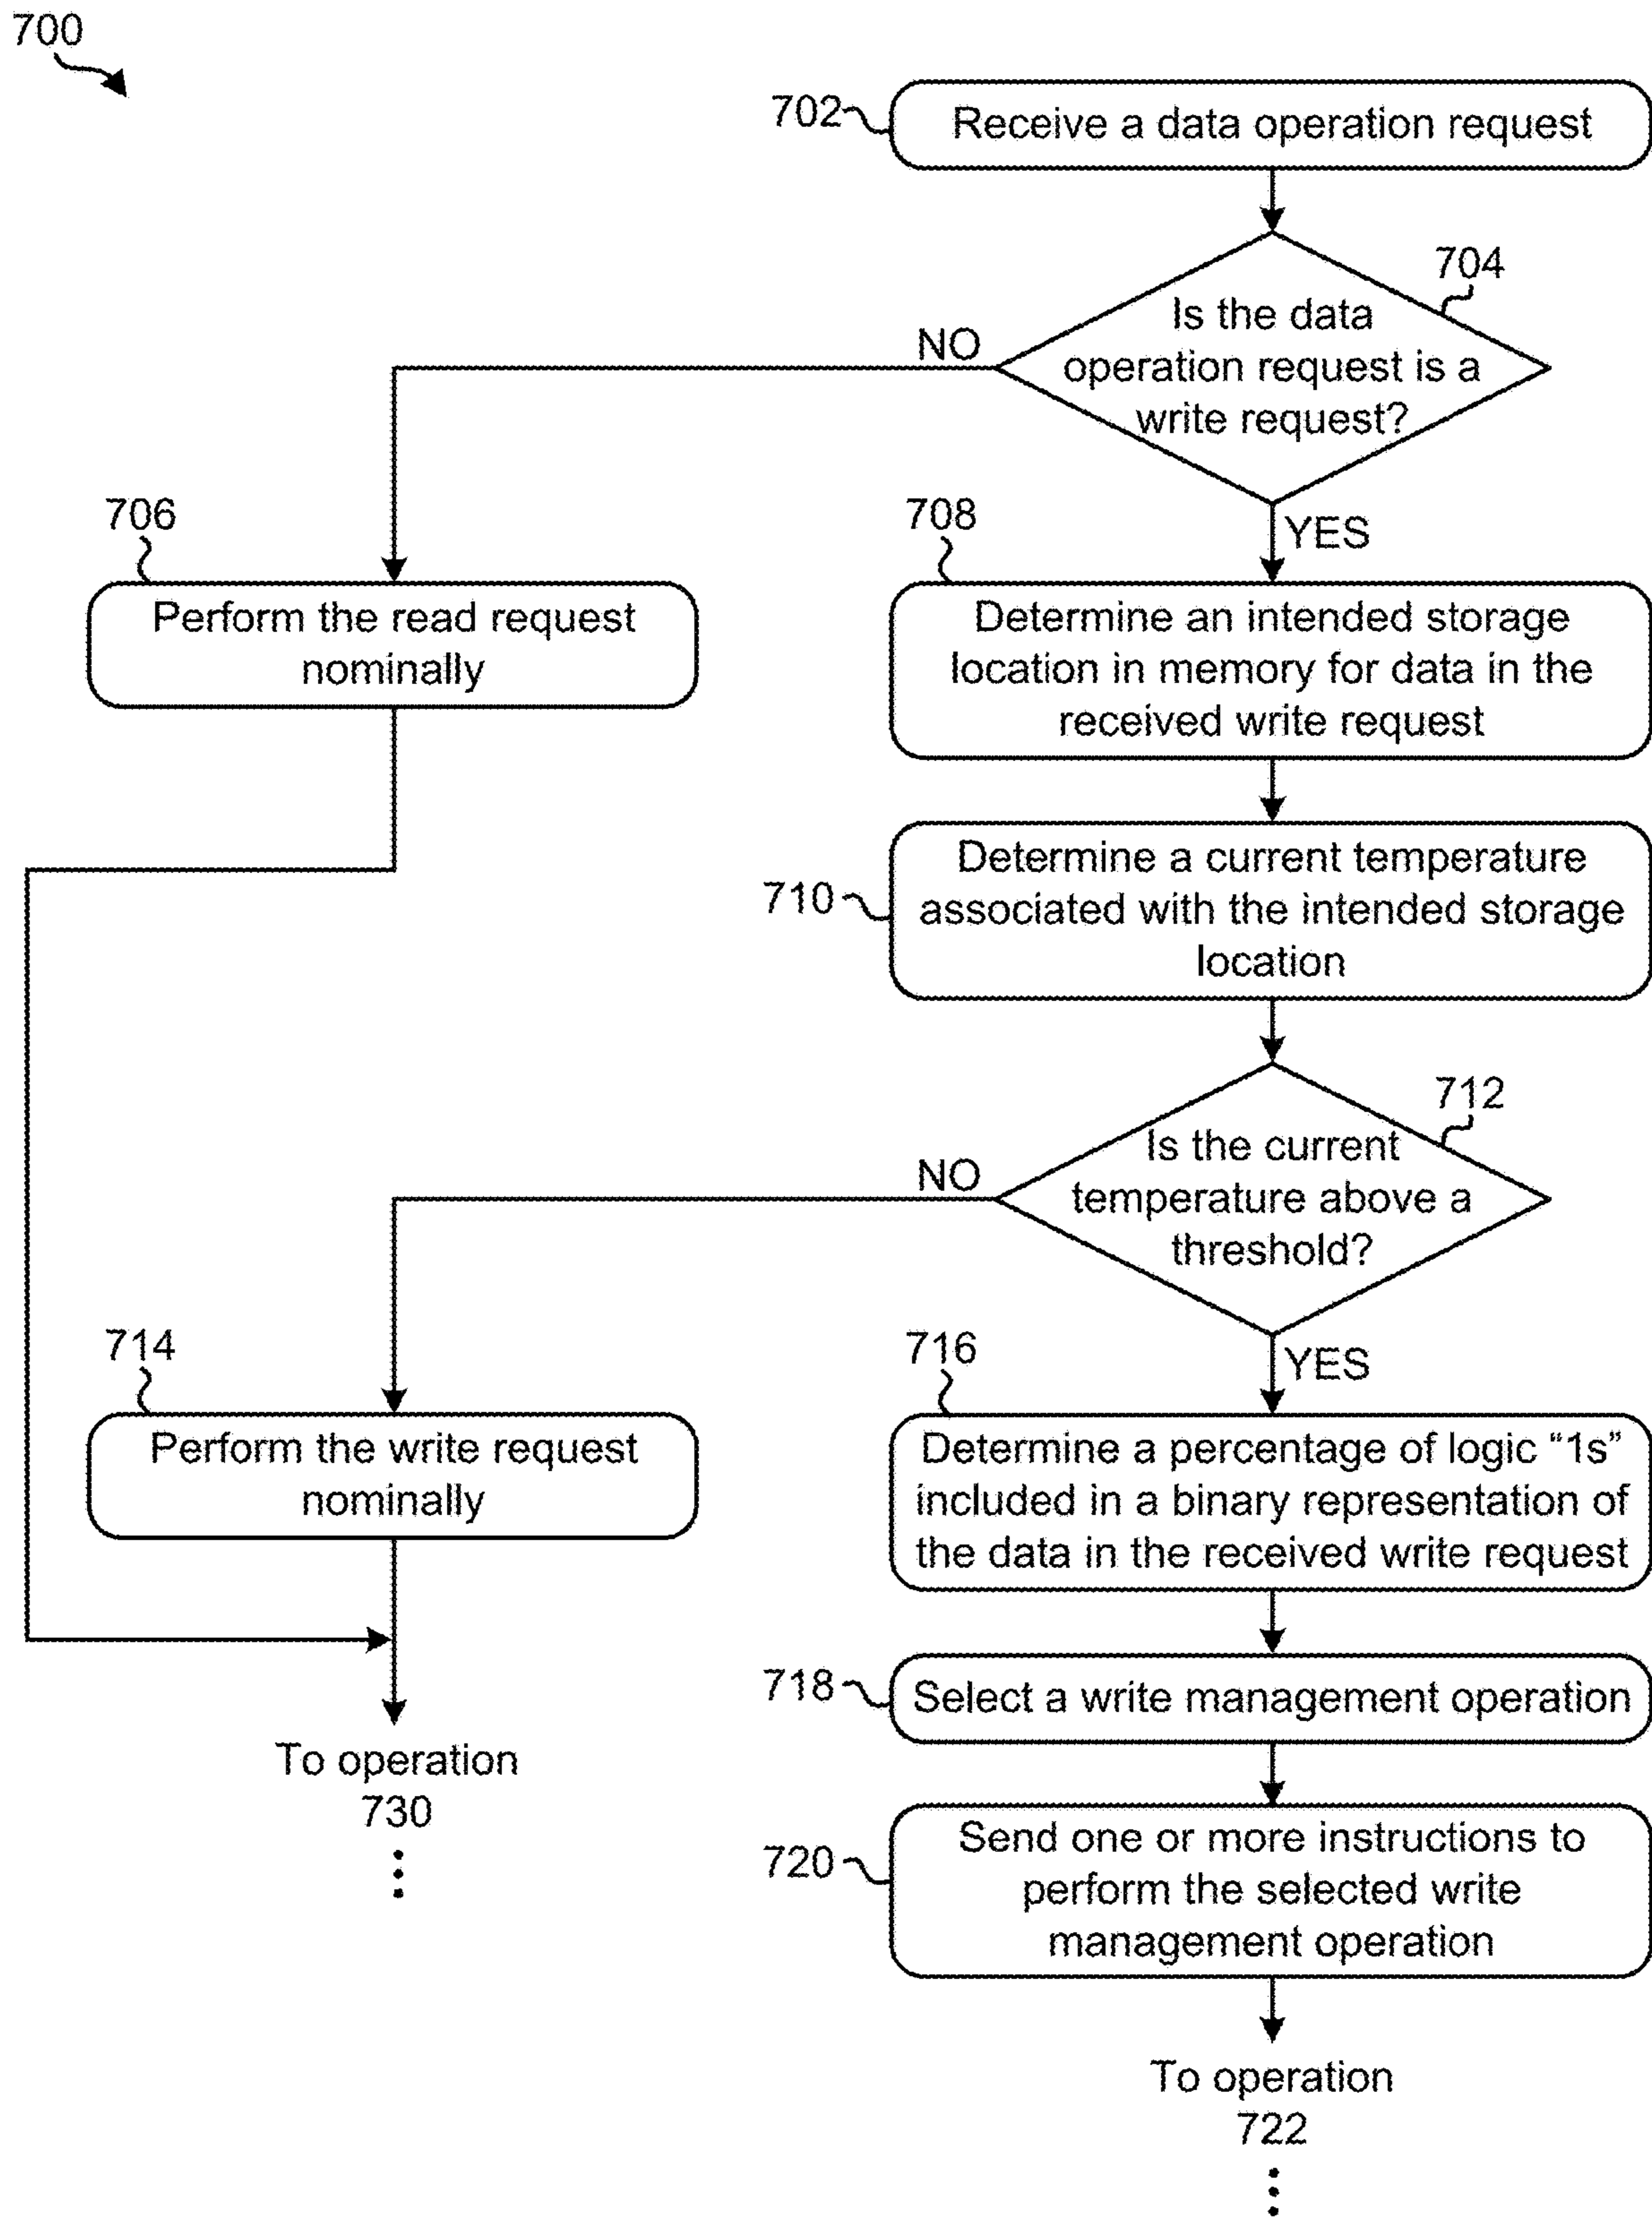 700
702
Receive a data operation request
704
Is the data
operation request is a
write request?
NO
YES
706
Perform the read request
nominally
708
Determine an intended storage
location in memory for data in the
received write request
710
Determine a current temperature
associated with the intended storage
location
712
Is the current
temperature above a
threshold?
NO
YES
714
Perform the write request
nominally
716
Determine a percentage of logic “1s”
included in a binary representation of
the data in the received write request
718
Select a write management operation
To operation
730
720
Send one or more instructions to
perform the selected write
management operation
To operation
722